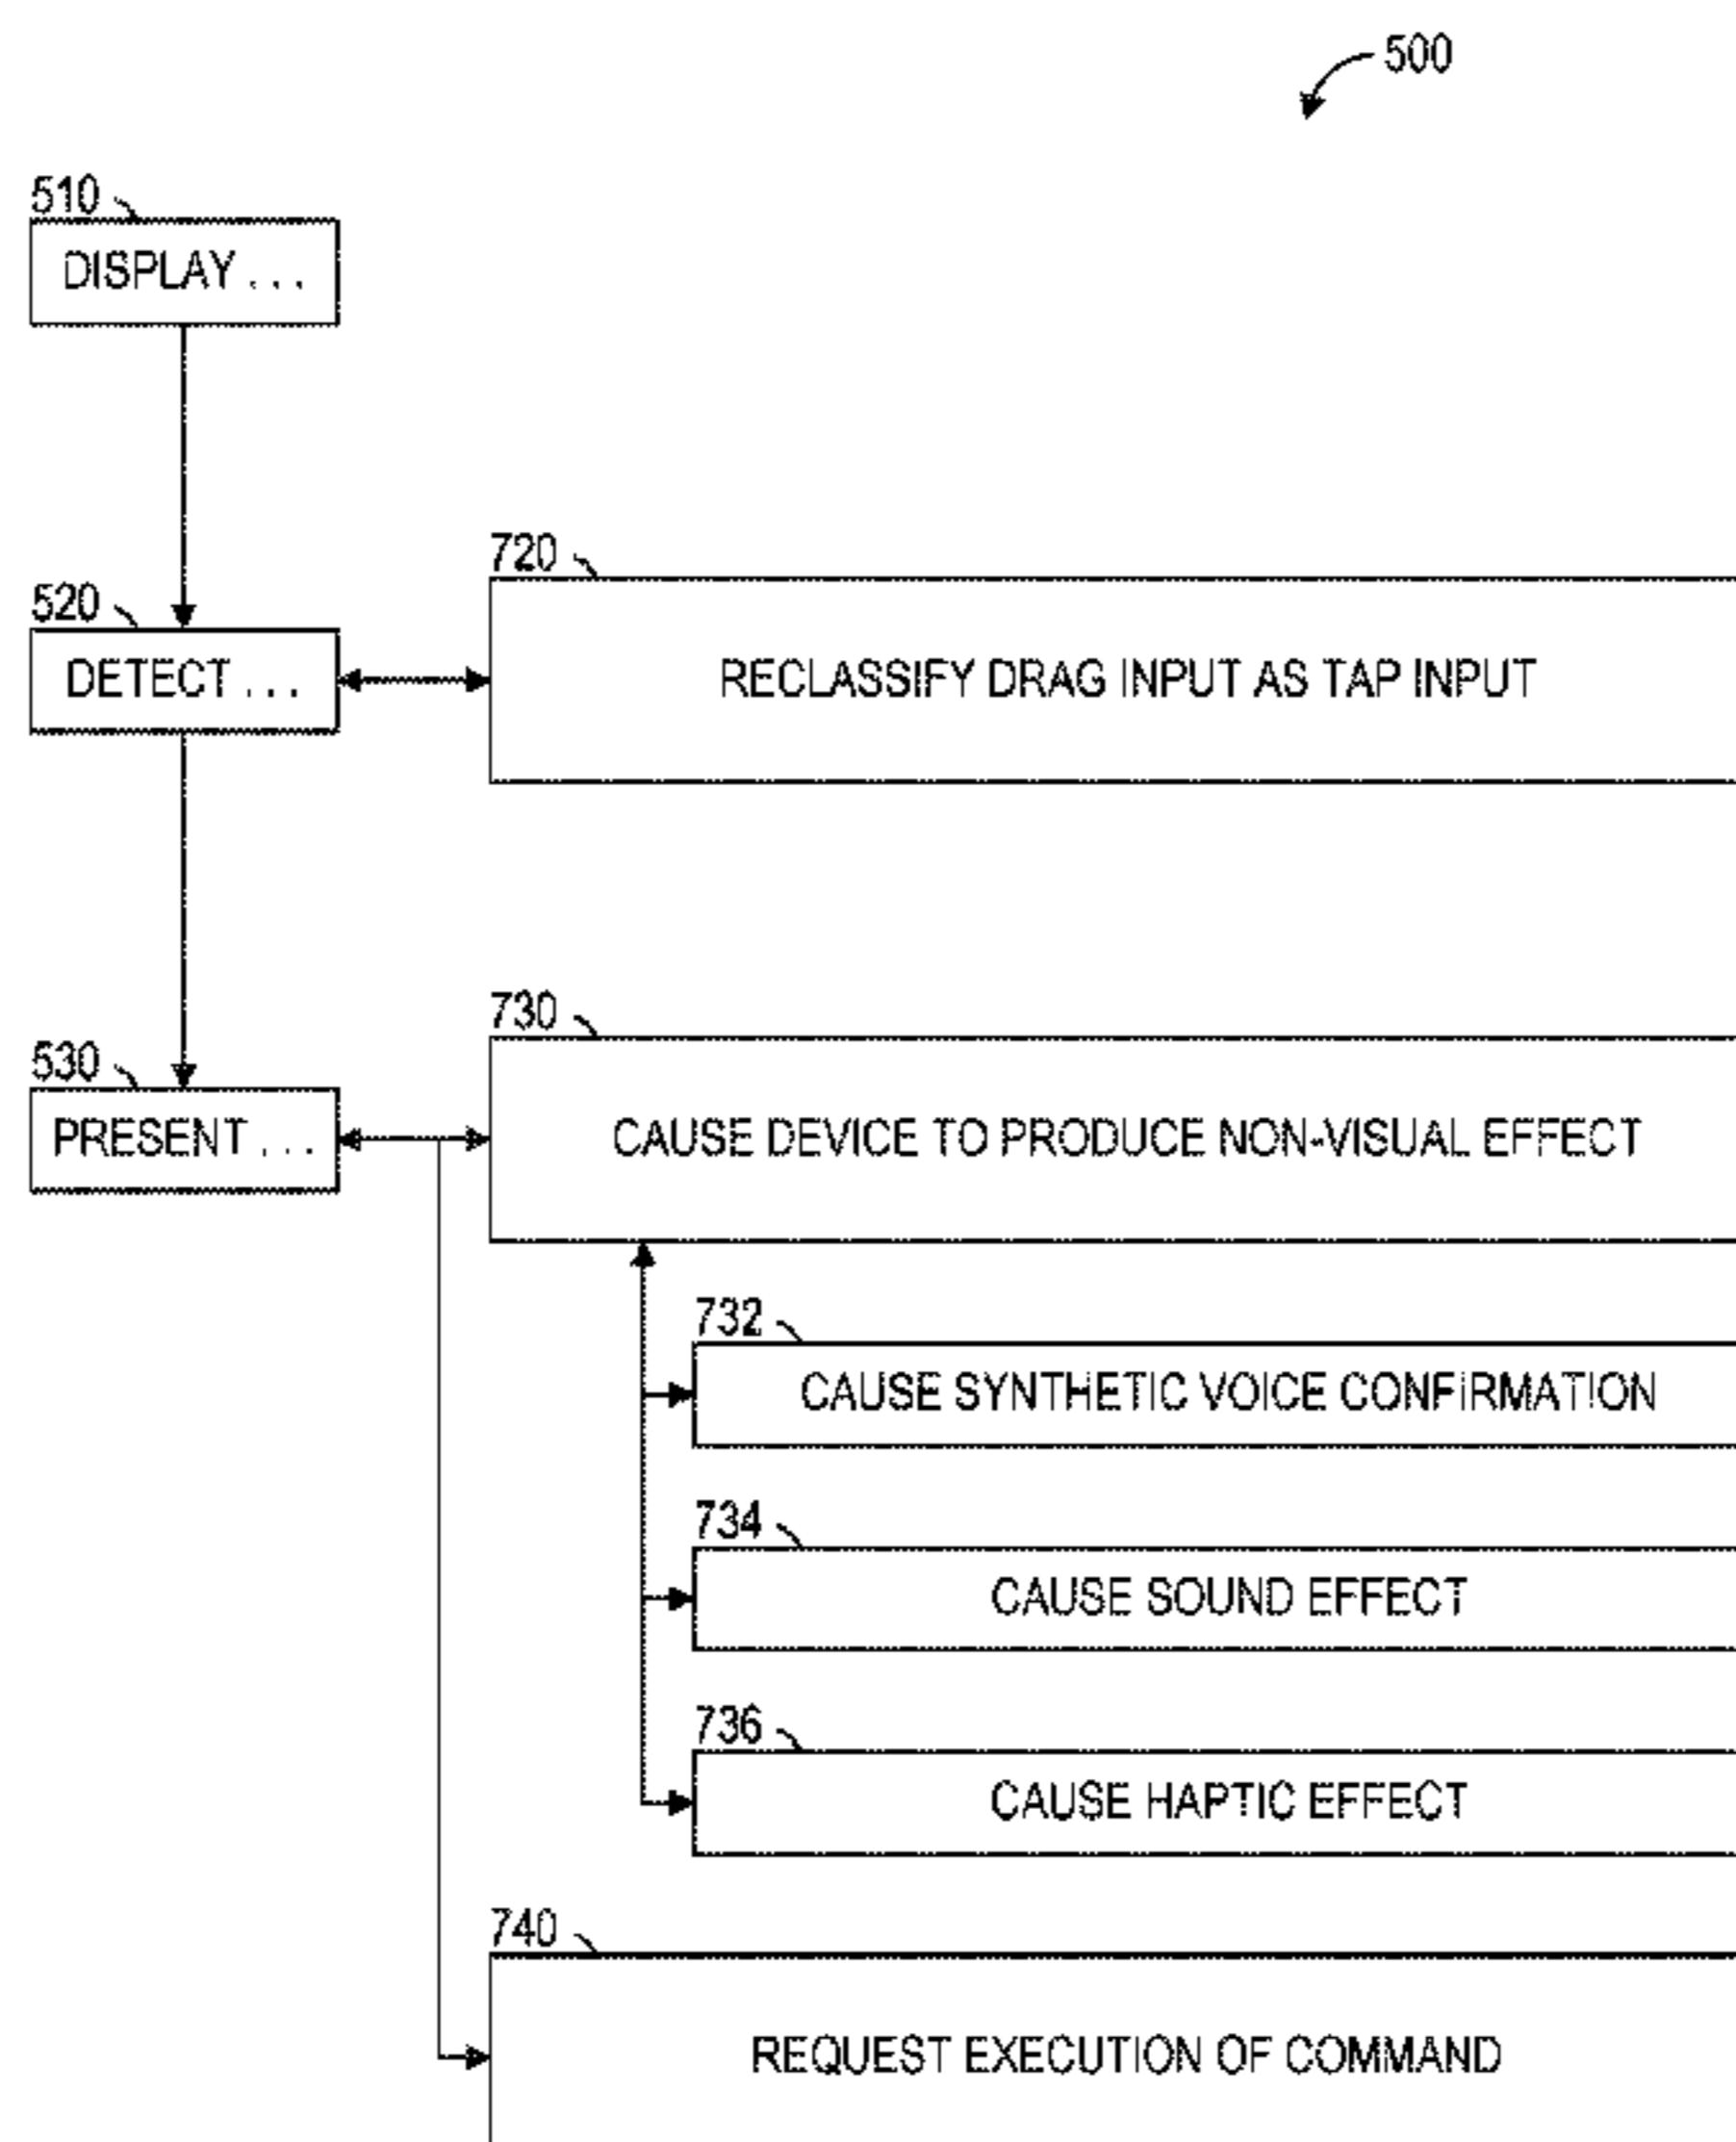 500
510
DISPLAY . . .
720
520
DETECT . . .
RECLASSIFY DRAG INPUT AS TAP INPUT
730
530
PRESENT . . .
CAUSE DEVICE TO PRODUCE NON-VISUAL EFFECT
732
CAUSE SYNTHETIC VOICE CONFIRMATION
734
CAUSE SOUND EFFECT
736
CAUSE HAPTIC EFFECT
740
REQUEST EXECUTION OF COMMAND